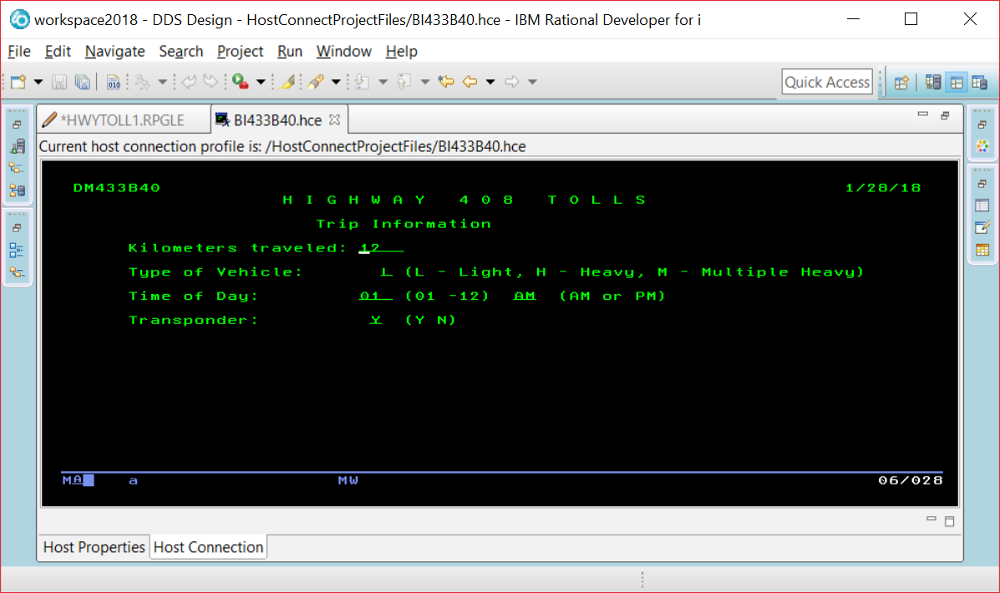 workspace2018 - DDS Design - HostConnectProjectFiles/BI433B40.hce - IBM Rational Developer for i
File Edit Navigate Search Project Run Window Help
010 Quick Access
*HWYTOLL1.RPGLE BI433B40.hce
Current host connection profile is: /HostConnectProjectFiles/BI433B40.hce
DM433B40 1/28/18
H I G H W A Y 4 0 8 T O L L S
Trip Information
Kilometers traveled: 12
Type of Vehicle: L (L - Light, H - Heavy, M - Multiple Heavy)
Time of Day: 01 (01 -12) AM (AM or PM)
Transponder: Y (Y N)
MA a MW 06/028
Host Properties Host Connection